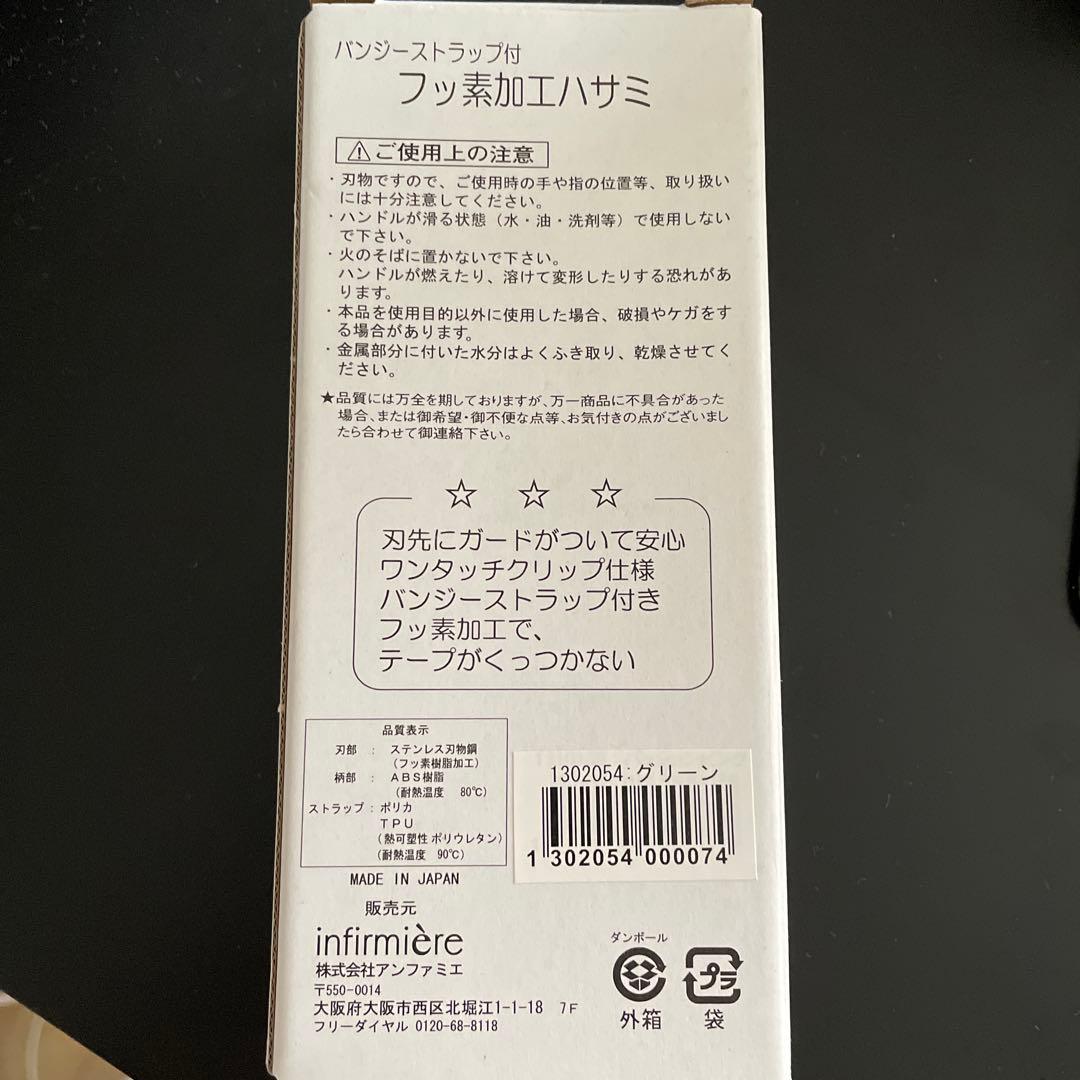 バンジーストラップ付
フッ素加工ハサミ
⚠ご使用上の注意
・刃物ですので、ご使用時の手や指の位置等、取り扱い
には十分注意してください。
・ハンドルが滑る状態（水・油・洗剤等）で使用しない
で下さい。
・火のそばに置かないで下さい。
ハンドルが燃えたり、溶けて変形したりする恐れがあ
ります。
・本品を使用目的以外に使用した場合、破損やケガをす
る場合があります。
・金属部分に付いた水分はよくふき取り、乾燥させてく
ださい。
★品質には万全を期しておりますが、万一商品に不具合があった
場合、または御希望・御不便な点等、お気付きの点がございまし
たら合わせて御連絡下さい。
☆ ☆ ☆
刃先にガードがついて安心
ワンタッチクリップ仕様
バンジーストラップ付き
フッ素加工で、
テープがくっつかない
品質表示
刃部 ： ステンレス刃物鋼
（フッ素樹脂加工）
柄部 ： ＡＢＳ樹脂
（耐熱温度 80℃）
ストラップ：ポリカ
ＴＰＵ
（熱可塑性 ポリウレタン）
（耐熱温度 90℃）
MADE IN JAPAN
1302054:グリーン
1 302054 000074
販売元
infirmière
株式会社アンファミエ
〒550-0014
大阪府大阪市西区北堀江1-1-18 7F
フリーダイヤル 0120-68-8118
ダンボール
外箱
プラ
袋